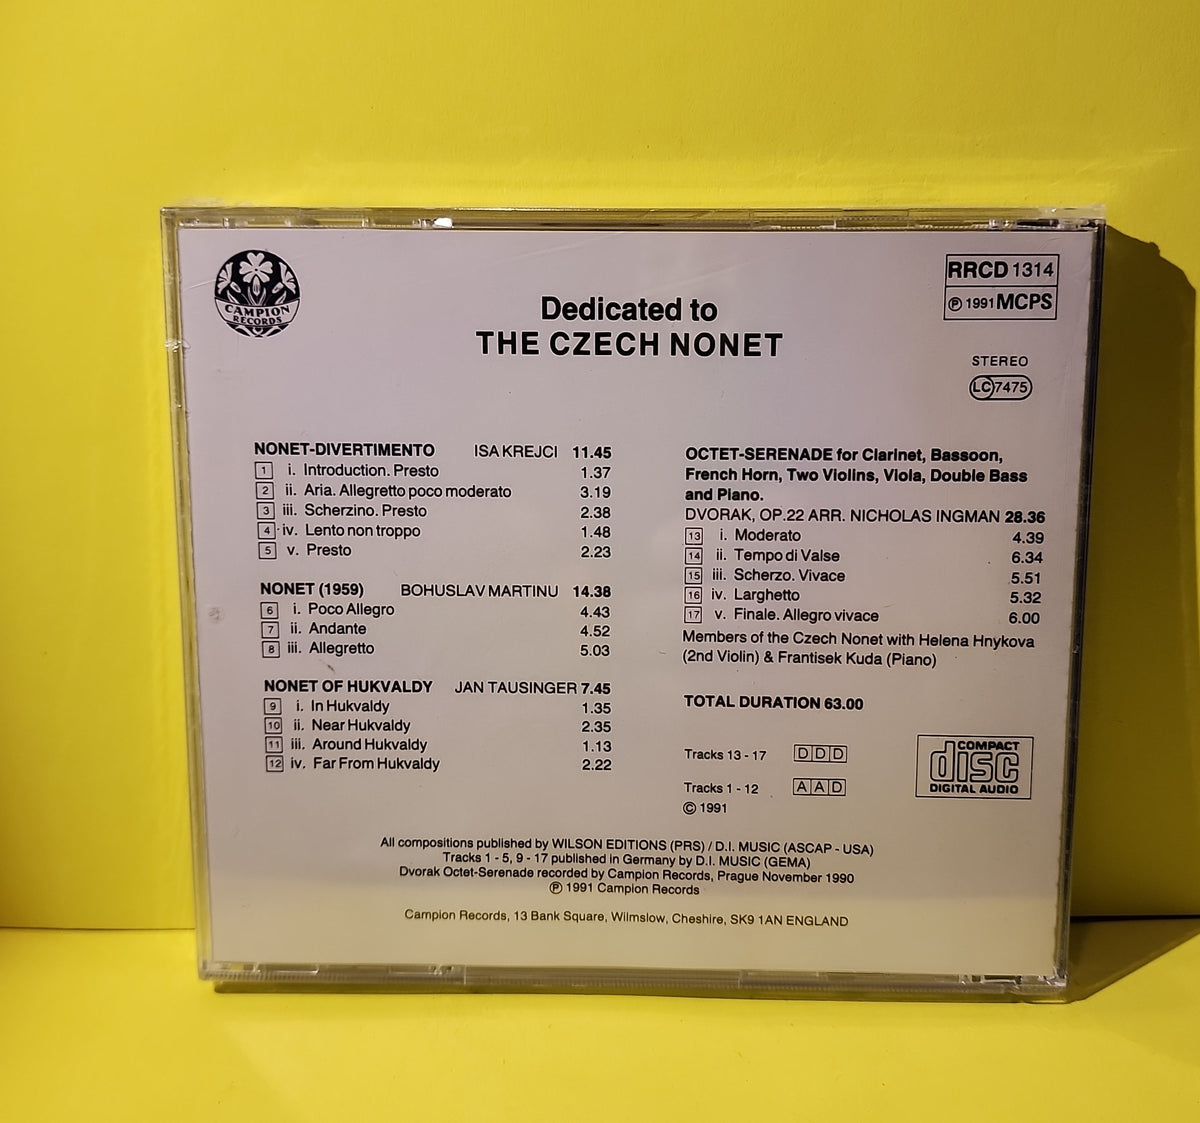 CAMPION
RECORDS
Dedicated to
THE CZECH NONET
RRCD 1314
Ⓟ 1991 MCPS
STEREO
LC 7475
NONET-DIVERTIMENTO ISA KREJCI 11.45
1 i. Introduction. Presto 1.37
2 ii. Aria. Allegretto poco moderato 3.19
3 iii. Scherzino. Presto 2.38
4 iv. Lento non troppo 1.48
5 v. Presto 2.23
NONET (1959) BOHUSLAV MARTINU 14.38
6 i. Poco Allegro 4.43
7 ii. Andante 4.52
8 iii. Allegretto 5.03
NONET OF HUKVALDY JAN TAUSINGER 7.45
9 i. In Hukvaldy 1.35
10 ii. Near Hukvaldy 2.35
11 iii. Around Hukvaldy 1.13
12 iv. Far From Hukvaldy 2.22
OCTET-SERENADE for Clarinet, Bassoon,
French Horn, Two Violins, Viola, Double Bass
and Piano.
DVORAK, OP.22 ARR. NICHOLAS INGMAN 28.36
13 i. Moderato 4.39
14 ii. Tempo di Valse 6.34
15 iii. Scherzo. Vivace 5.51
16 iv. Larghetto 5.32
17 v. Finale. Allegro vivace 6.00
Members of the Czech Nonet with Helena Hnykova
(2nd Violin) & Frantisek Kuda (Piano)
TOTAL DURATION 63.00
Tracks 13 - 17 DDD
Tracks 1 - 12 AAD
© 1991
COMPACT
disc
DIGITAL AUDIO
All compositions published by WILSON EDITIONS (PRS) / D.I. MUSIC (ASCAP - USA)
Tracks 1 - 5, 9 - 17 published in Germany by D.I. MUSIC (GEMA)
Dvorak Octet-Serenade recorded by Campion Records, Prague November 1990
Ⓟ 1991 Campion Records
Campion Records, 13 Bank Square, Wilmslow, Cheshire, SK9 1AN ENGLAND